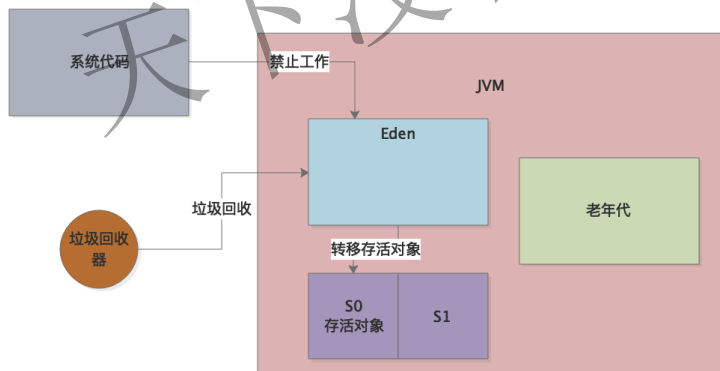 系统代码
禁止工作
JVM
Eden
垃圾回收
老年代
垃圾回收
器
转移存活对象
S0
存活对象
S1